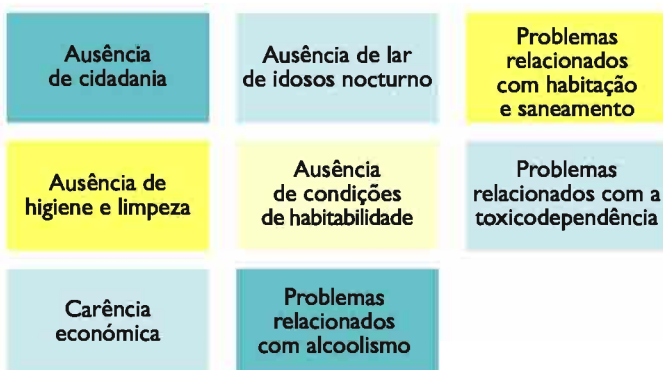 Ausência
de cidadania
Ausência de lar
de idosos nocturno
Problemas
relacionados
com habitação
e saneamento
Ausência de
higiene e limpeza
Ausência
de condições
de habitabilidade
Problemas
relacionados com a
toxicodependência
Carência
económica
Problemas
relacionados
com alcoolismo